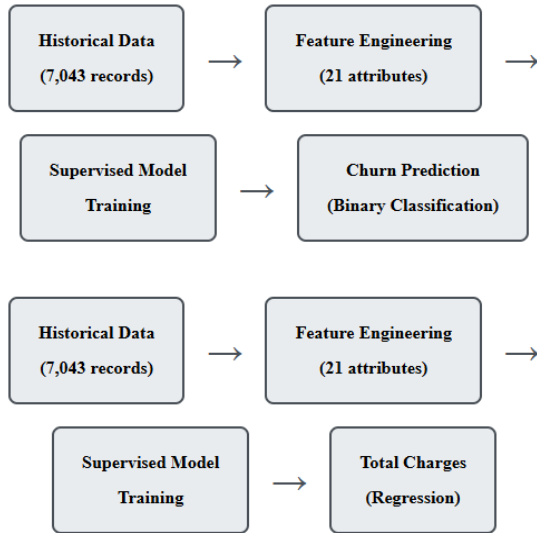 Historical Data
(7,043 records)
→
Feature Engineering
(21 attributes)
→
Supervised Model
Training
→
Churn Prediction
(Binary Classification)
Historical Data
(7,043 records)
→
Feature Engineering
(21 attributes)
→
Supervised Model
Training
→
Total Charges
(Regression)